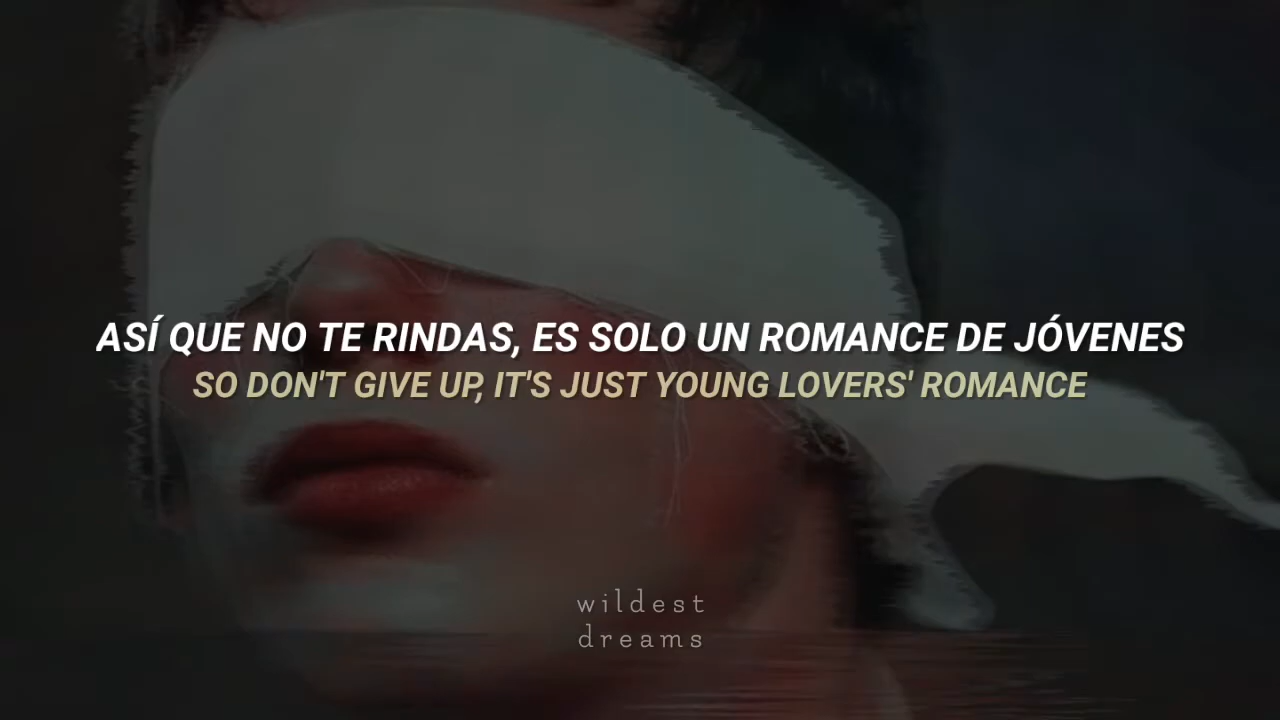 ASÍ QUE NO TE RINDAS, ES SOLO UN ROMANCE DE JÓVENES
SO DON'T GIVE UP, IT'S JUST YOUNG LOVERS' ROMANCE
wildest
dreams